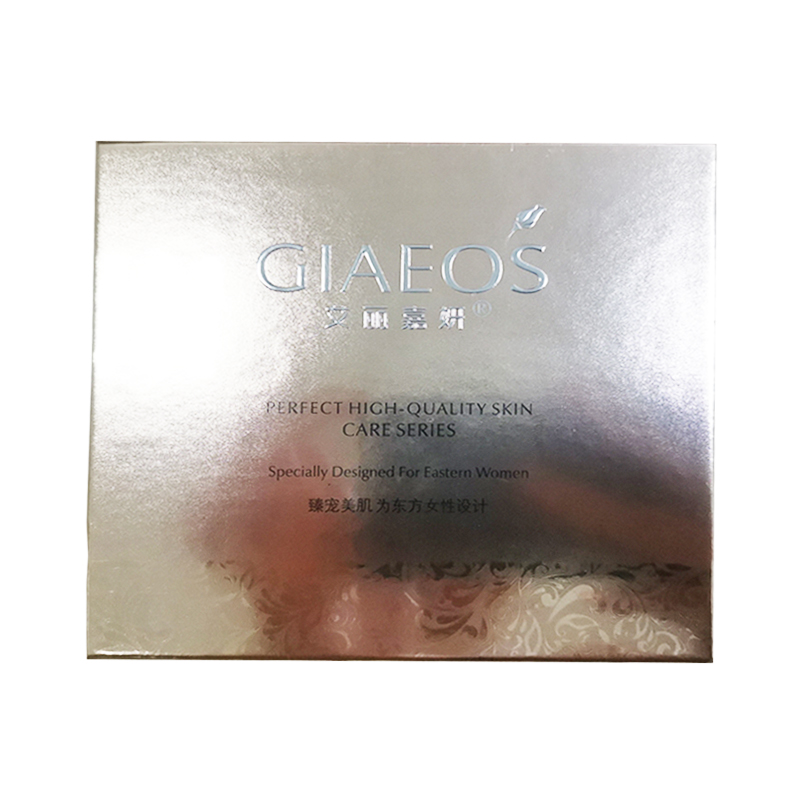 GIAEOS
艾丽嘉妍®
PERFECT HIGH-QUALITY SKIN
CARE SERIES
Specially Designed For Eastern Women
臻宠美肌为东方女性设计